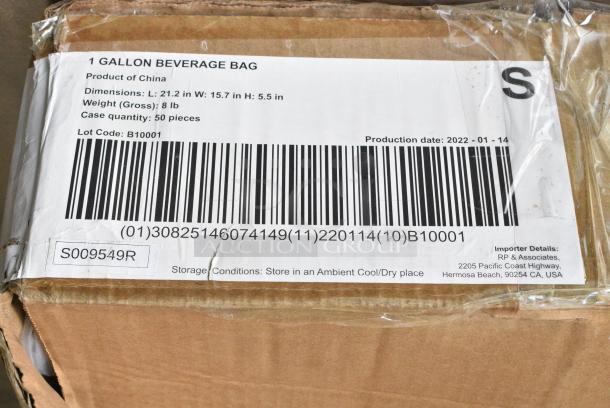 1 GALLON BEVERAGE BAG
S
Product of China
Dimensions: L: 21.2 in W: 15.7 in H: 5.5 in
Weight (Gross): 8 lb
Case quantity: 50 pieces
Lot Code: B10001
Production date: 2022 - 01 - 14
(01)30825146074149(11)220114(10)B10001
AUCTION GROUP
S009549R
Storage Conditions: Store in an Ambient Cool/Dry place
Importer Details:
RP & Associates,
2205 Pacific Coast Highway,
Hermosa Beach, 90254 CA, USA